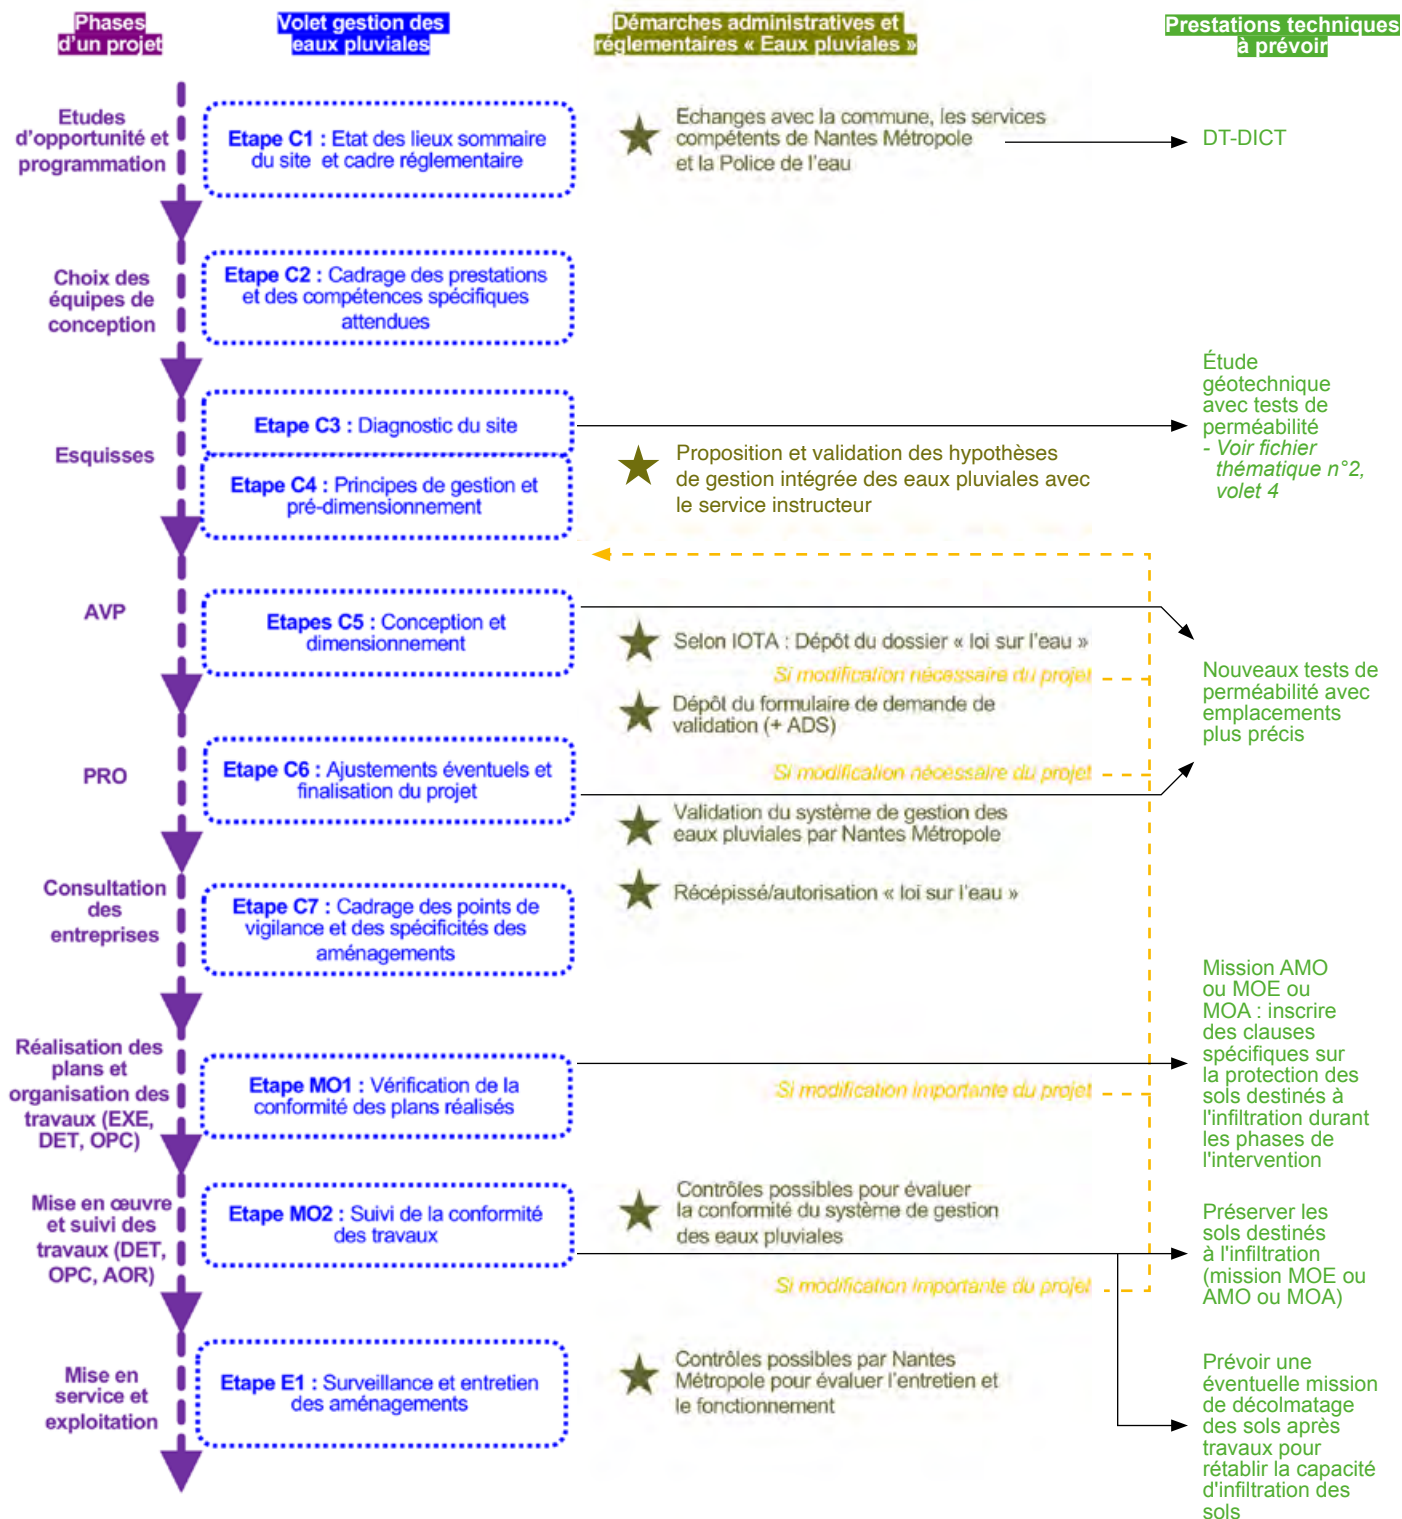 Phases
d'un projet
Volet gestion des
eaux pluviales
Démarches administratives et
réglementaires « Eaux pluviales »
Prestations techniques
à prévoir
Etudes
d'opportunité et
programmation
Etape C1 : Etat des lieux sommaire
du site et cadre réglementaire
Echanges avec la commune, les services
compétents de Nantes Métropole
et la Police de l'eau
DT-DICT
Choix des
équipes de
conception
Etape C2 : Cadrage des prestations
et des compétences spécifiques
attendues
Esquisses
Etape C3 : Diagnostic du site
Étude
géotechnique
avec tests de
perméabilité
- Voir fichier
thématique n°2,
volet 4
Etape C4 : Principes de gestion et
pré-dimensionnement
Proposition et validation des hypothèses
de gestion intégrée des eaux pluviales avec
le service instructeur
AVP
Etapes C5 : Conception et
dimensionnement
Selon IOTA : Dépôt du dossier « loi sur l'eau »
Si modification nécessaire du projet
Dépôt du formulaire de demande de
validation (+ ADS)
Nouveaux tests de
perméabilité avec
emplacements
plus précis
PRO
Etape C6 : Ajustements éventuels et
finalisation du projet
Si modification nécessaire du projet
Validation du système de gestion des
eaux pluviales par Nantes Métropole
Consultation
des
entreprises
Etape C7 : Cadrage des points de
vigilance et des spécificités des
aménagements
Récépissé/autorisation « loi sur l'eau »
Réalisation des
plans et
organisation des
travaux (EXE,
DET, OPC)
Etape MO1 : Vérification de la
conformité des plans réalisés
Si modification importante du projet
Mission AMO
ou MOE ou
MOA : inscrire
des clauses
spécifiques sur
la protection des
sols destinés à
l'infiltration durant
les phases de
l'intervention
Mise en œuvre
et suivi des
travaux (DET,
OPC, AOR)
Etape MO2 : Suivi de la conformité
des travaux
Contrôles possibles pour évaluer
la conformité du système de gestion
des eaux pluviales
Si modification importante du projet
Préserver les
sols destinés
à l'infiltration
(mission MOE ou
AMO ou MOA)
Mise en
service et
exploitation
Etape E1 : Surveillance et entretien
des aménagements
Contrôles possibles par Nantes
Métropole pour évaluer l'entretien et
le fonctionnement
Prévoir une
éventuelle mission
de décolmatage
des sols après
travaux pour
rétablir la capacité
d'infiltration des
sols